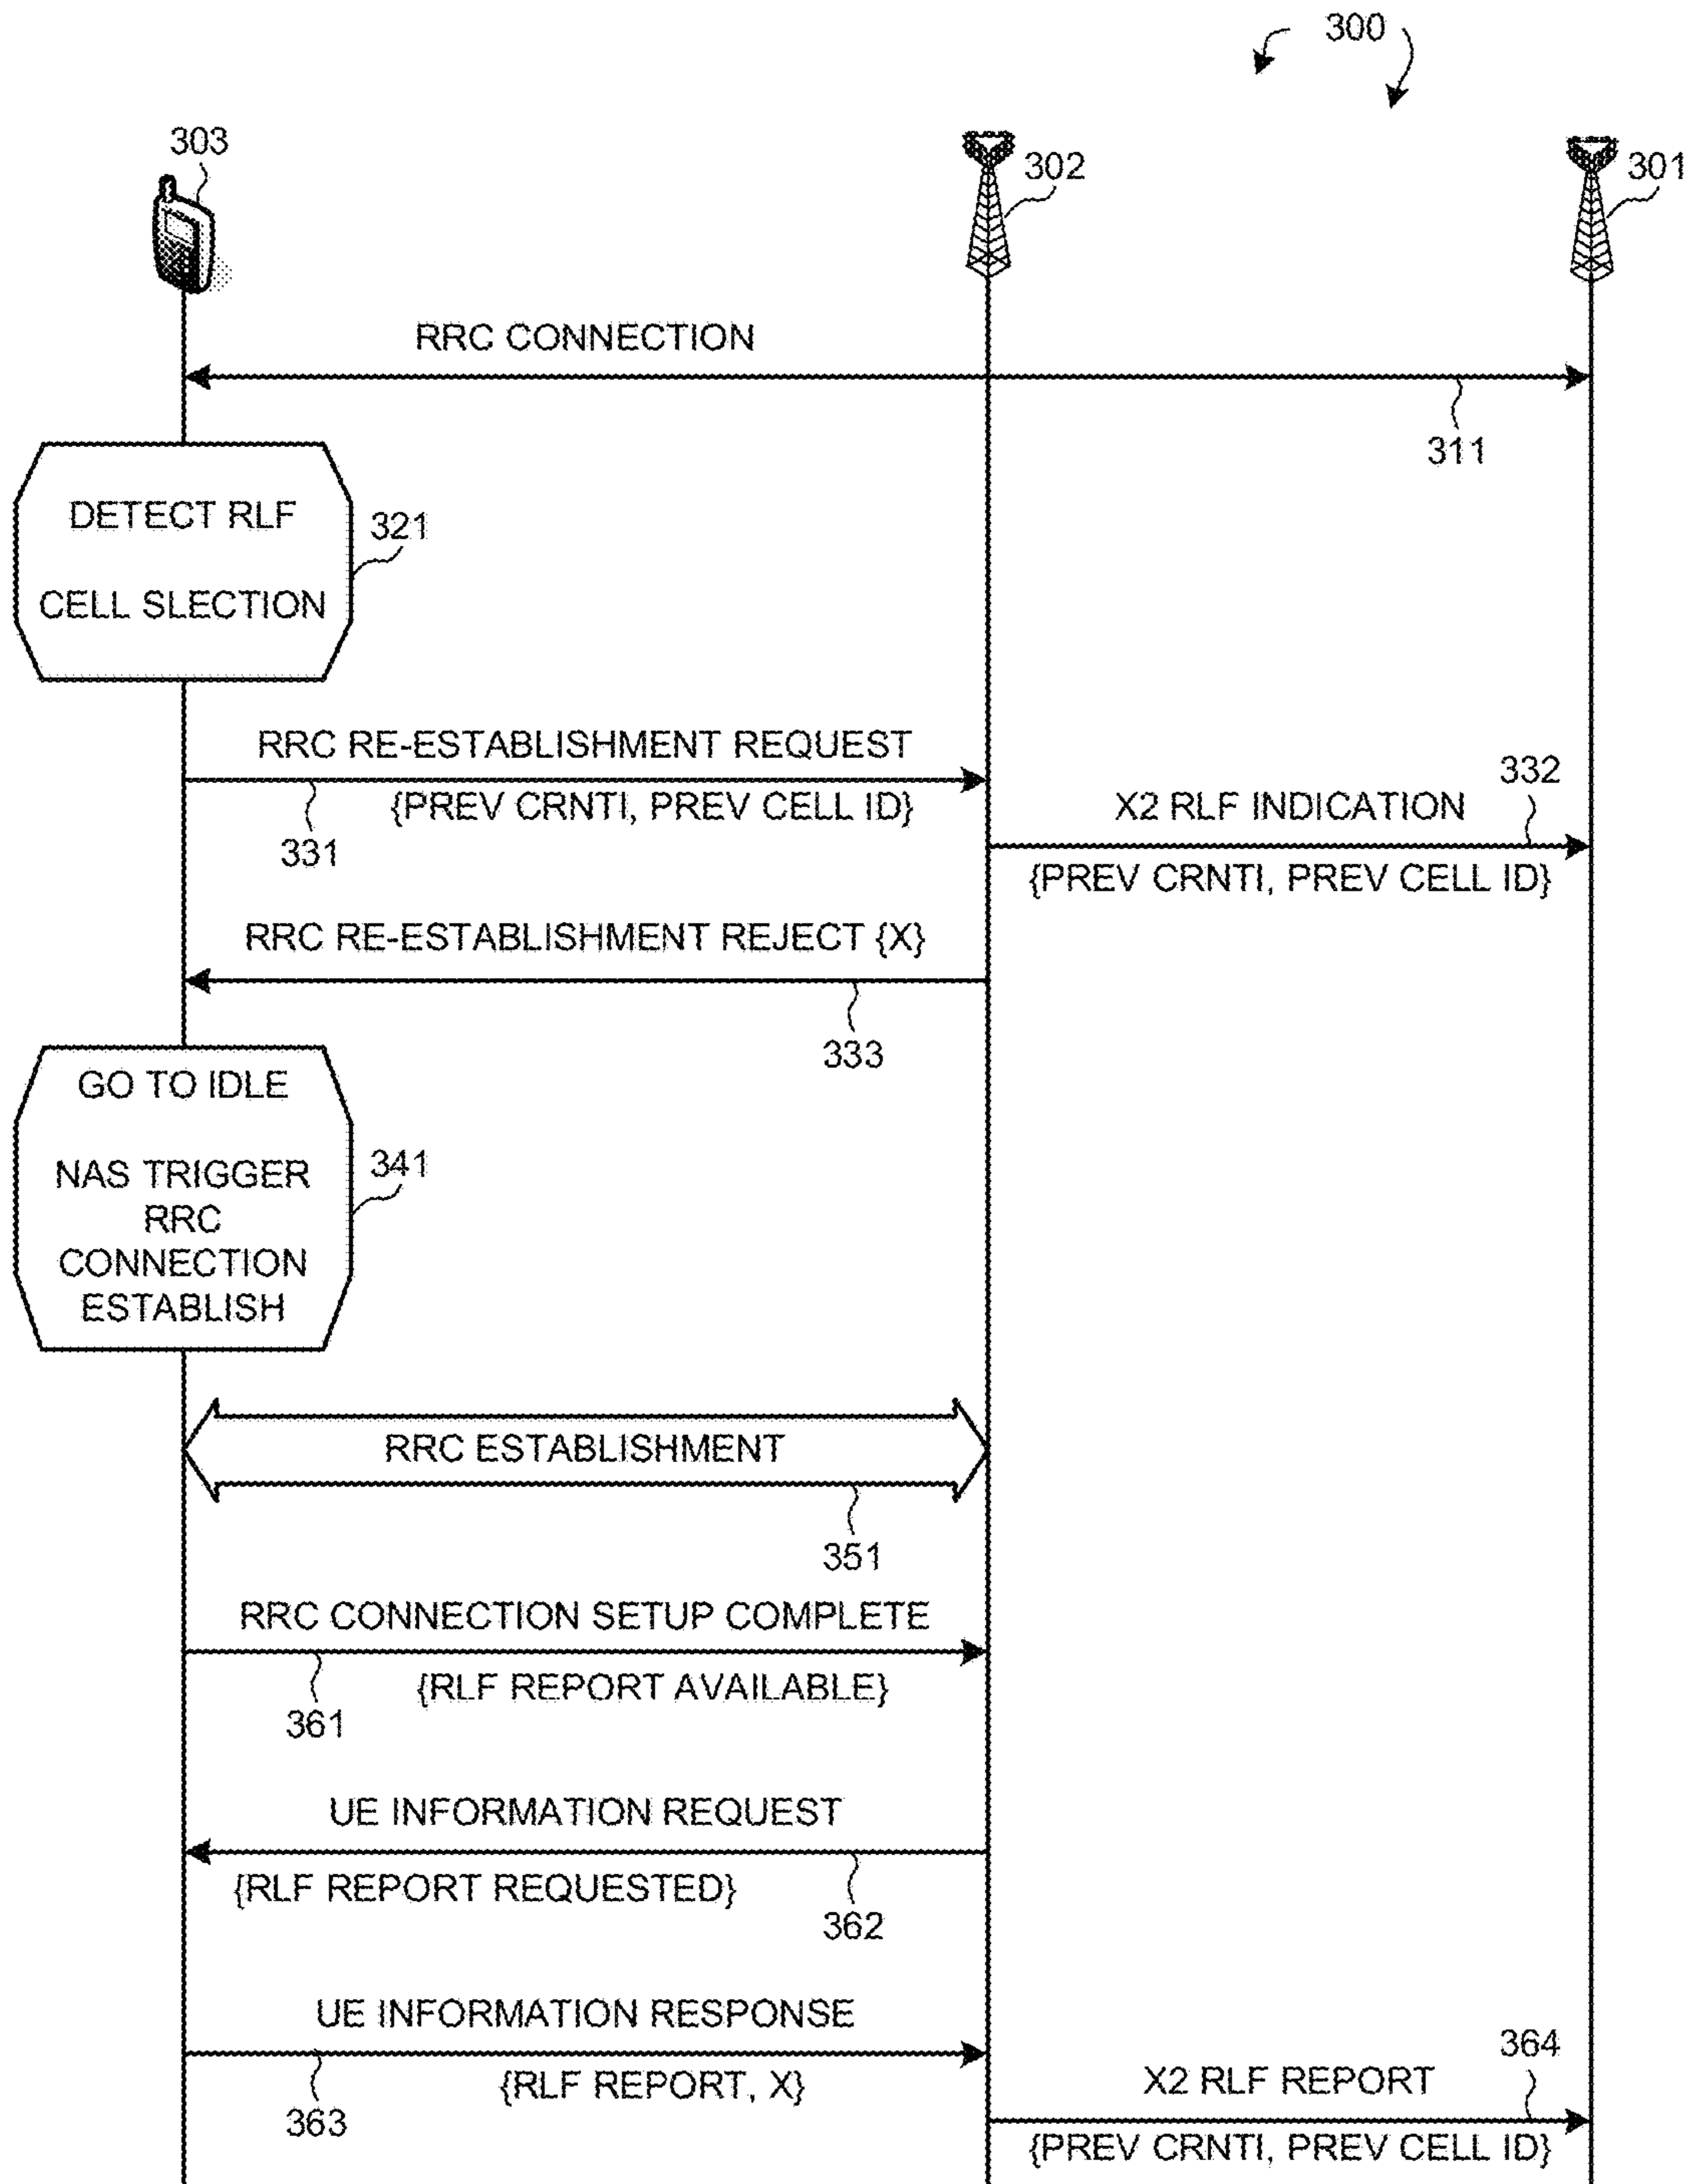 300
303
302
301
RRC CONNECTION
311
DETECT RLF
CELL SLECTION
321
RRC RE-ESTABLISHMENT REQUEST
{PREV CRNTI, PREV CELL ID}
331
332
X2 RLF INDICATION
{PREV CRNTI, PREV CELL ID}
RRC RE-ESTABLISHMENT REJECT {X}
333
GO TO IDLE
NAS TRIGGER
RRC
CONNECTION
ESTABLISH
341
RRC ESTABLISHMENT
351
RRC CONNECTION SETUP COMPLETE
{RLF REPORT AVAILABLE}
361
UE INFORMATION REQUEST
{RLF REPORT REQUESTED}
362
UE INFORMATION RESPONSE
{RLF REPORT, X}
363
364
X2 RLF REPORT
{PREV CRNTI, PREV CELL ID}